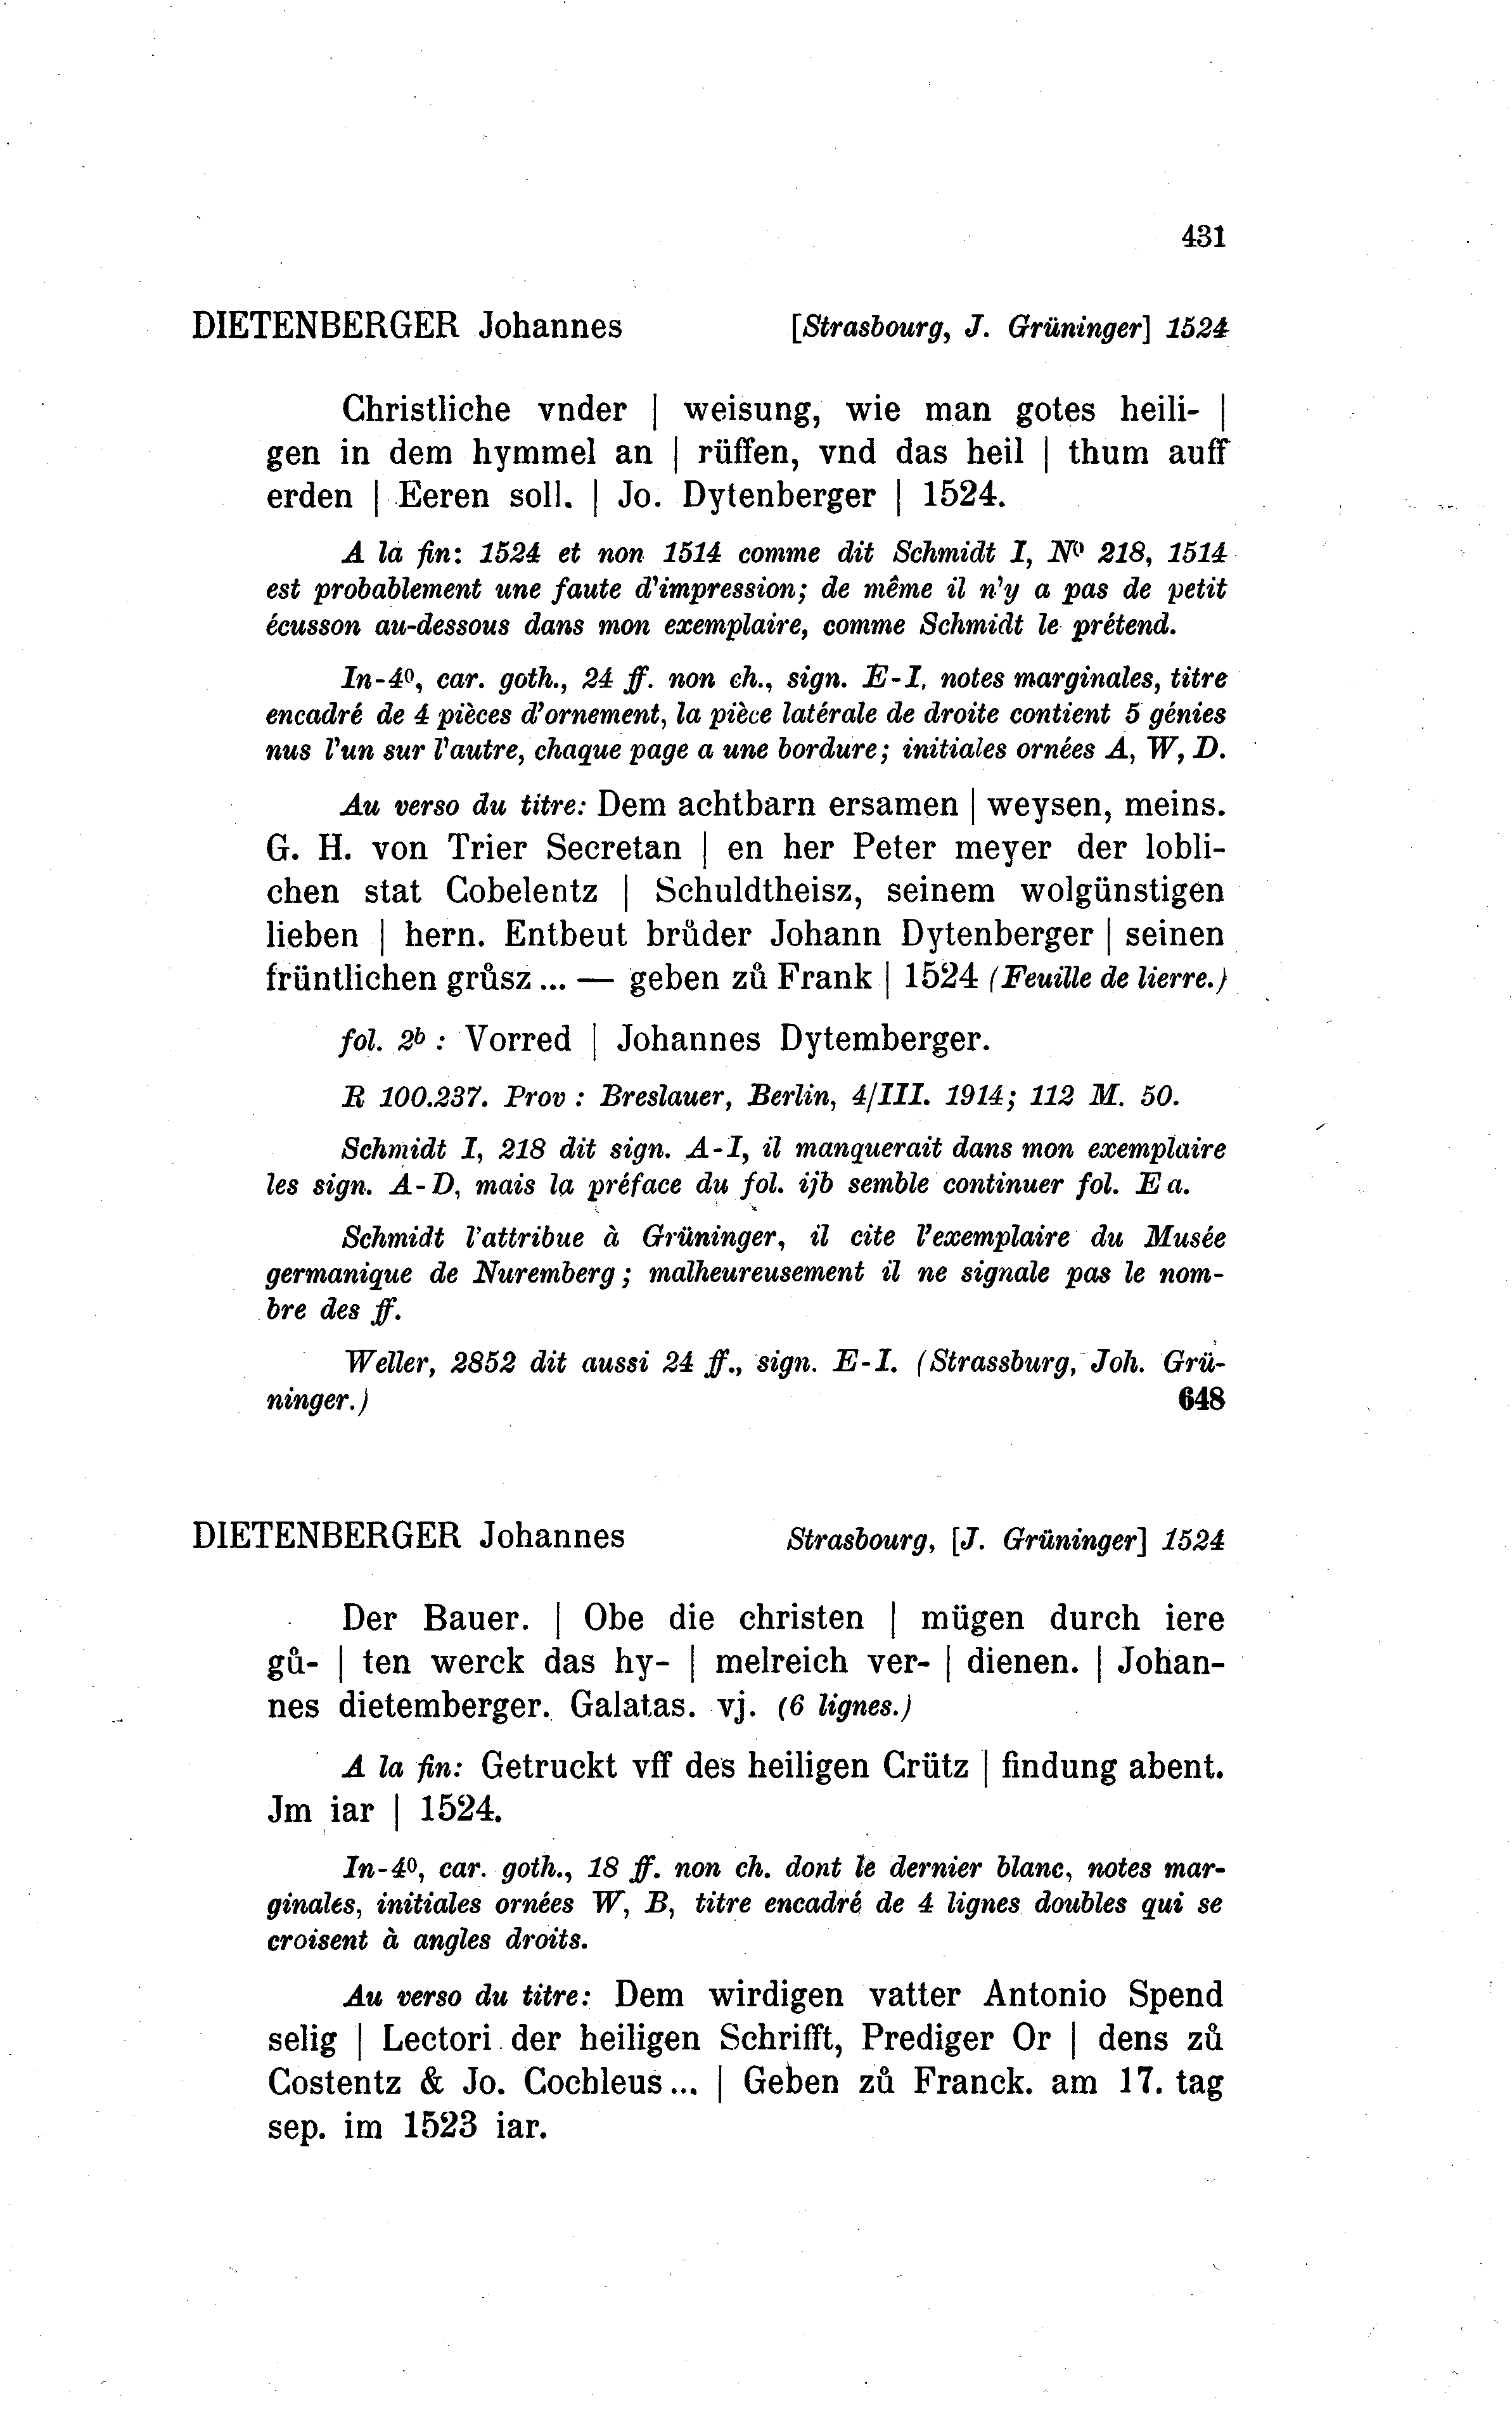 431
DIETENBERGER Johannes [Strasbourg, J. Grüninger] 1524
Christliche vnder | weisung, wie man gotes heili- |
gen in dem hymmel an | rüffen, vnd das heil | thum auff
erden | Eeren soll. | Jo. Dytenberger | 1524.
A la fin: 1524 et non 1514 comme dit Schmidt I, Nº 218, 1514
est probablement une faute d'impression; de même il n'y a pas de petit
écusson au-dessous dans mon exemplaire, comme Schmidt le prétend.
In-4º, car. goth., 24 ff. non ch., sign. E-I, notes marginales, titre
encadré de 4 pièces d'ornement, la pièce latérale de droite contient 5 génies
nus l'un sur l'autre, chaque page a une bordure; initiales ornées A, W, D.
Au verso du titre: Dem achtbarn ersamen | weysen, meins.
G. H. von Trier Secretan | en her Peter meyer der lobli-
chen stat Cobelentz | Schuldtheisz, seinem wolgünstigen
lieben | hern. Entbeut brüder Johann Dytenberger | seinen
früntlichen grůsz ... — geben zů Frank | 1524 (Feuille de lierre.)
fol. 2b : Vorred | Johannes Dytemberger.
R 100.237. Prov : Breslauer, Berlin, 4/III. 1914; 112 M. 50.
Schmidt I, 218 dit sign. A-I, il manquerait dans mon exemplaire
les sign. A-D, mais la préface du fol. ijb semble continuer fol. E a.
Schmidt l'attribue à Grüninger, il cite l'exemplaire du Musée
germanique de Nuremberg; malheureusement il ne signale pas le nom-
bre des ff.
Weller, 2852 dit aussi 24 ff., sign. E-I. (Strassburg, Joh. Grü-
ninger.) 648
DIETENBERGER Johannes Strasbourg, [J. Grüninger] 1524
Der Bauer. | Obe die christen | mügen durch iere
gů- | ten werck das hy- | melreich ver- | dienen. | Johan-
nes dietemberger. Galatas. vj. (6 lignes.)
A la fin: Getruckt vff des heiligen Crütz | findung abent.
Jm iar | 1524.
In-4º, car. goth., 18 ff. non ch. dont le dernier blanc, notes mar-
ginales, initiales ornées W, B, titre encadré de 4 lignes doubles qui se
croisent à angles droits.
Au verso du titre: Dem wirdigen vatter Antonio Spend
selig | Lectori der heiligen Schrifft, Prediger Or | dens zů
Costentz & Jo. Cochleus ... | Geben zů Franck. am 17. tag
sep. im 1523 iar.